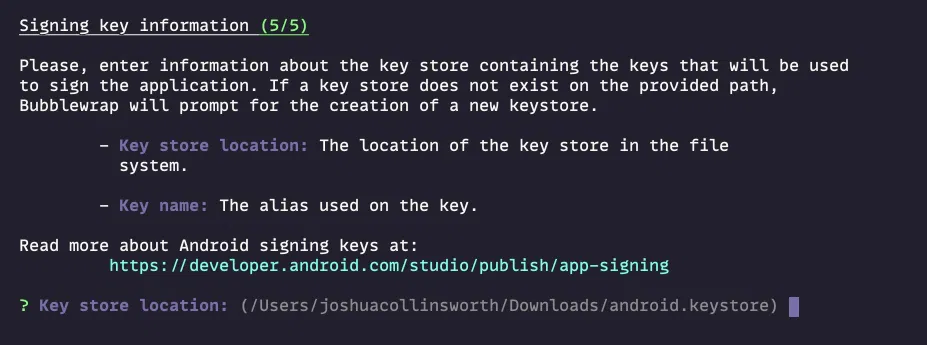 Signing key information (5/5)
Please, enter information about the key store containing the keys that will be used
to sign the application. If a key store does not exist on the provided path,
Bubblewrap will prompt for the creation of a new keystore.
- Key store location: The location of the key store in the file
system.
- Key name: The alias used on the key.
Read more about Android signing keys at:
https://developer.android.com/studio/publish/app-signing
? Key store location: (/Users/joshuacollinsworth/Downloads/android.keystore)